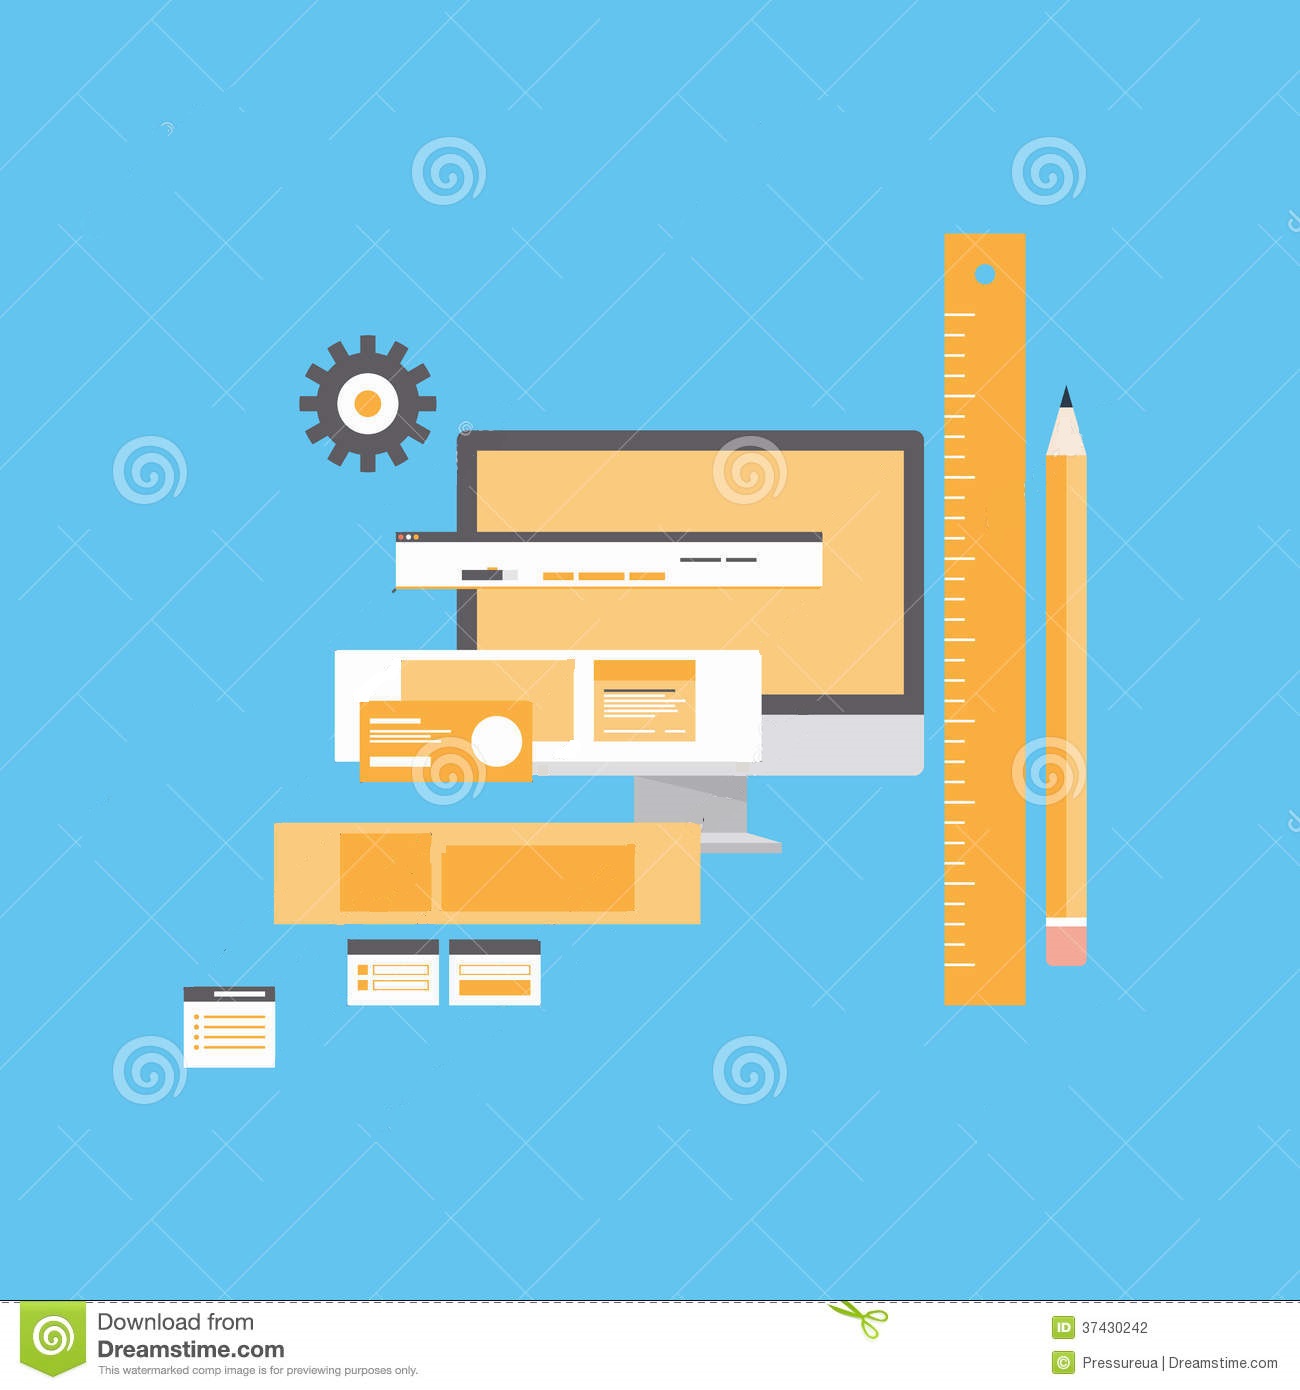 Download from
Dreamstime.com
This watermarked comp image is for previewing purposes only.
ID 37430242
© Pressureua | Dreamstime.com